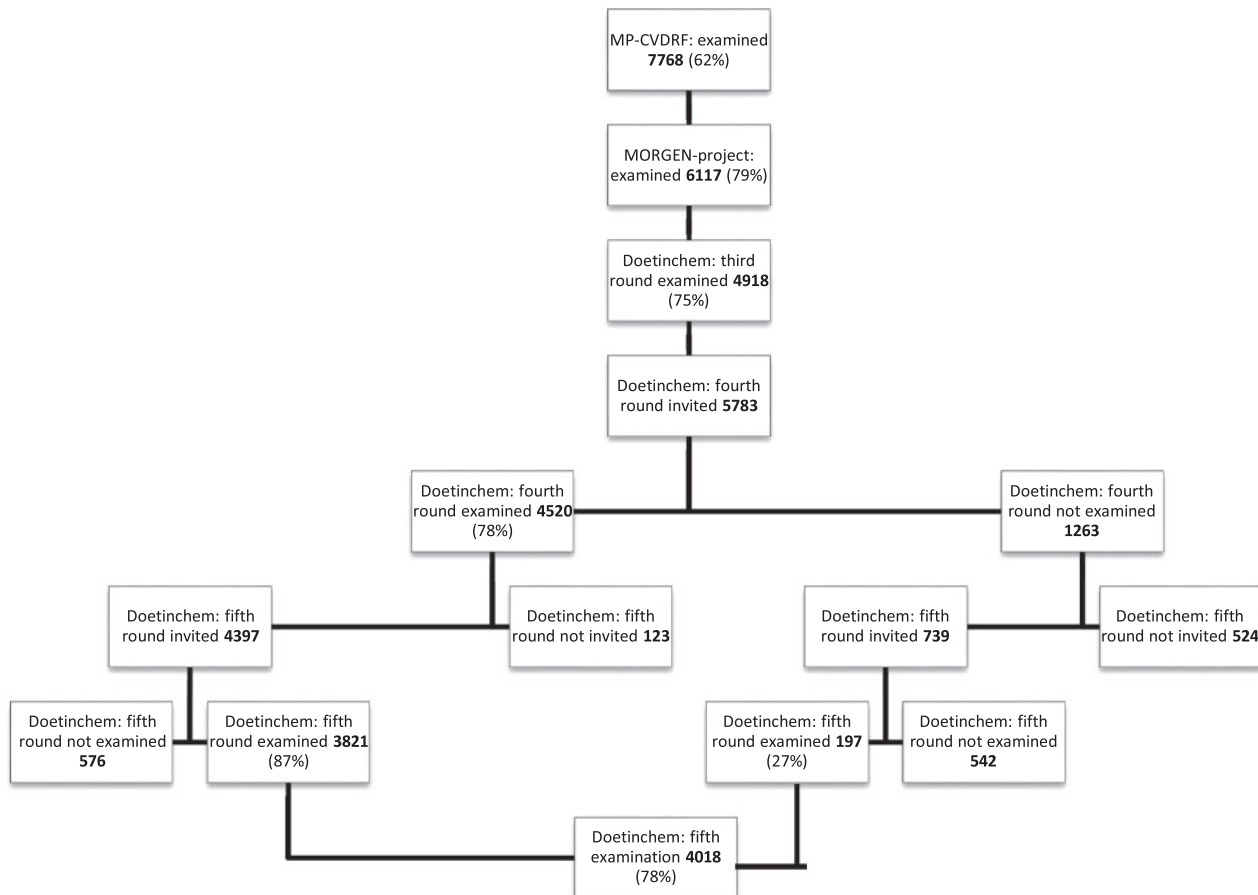 MP-CVDRF: examined
7768 (62%)
MORGEN-project:
examined 6117 (79%)
Doetinchem: third
round examined 4918
(75%)
Doetinchem: fourth
round invited 5783
Doetinchem: fourth
round examined 4520
(78%)
Doetinchem: fourth
round not examined
1263
Doetinchem: fifth
round invited 4397
Doetinchem: fifth
round not invited 123
Doetinchem: fifth
round invited 739
Doetinchem: fifth
round not invited 524
Doetinchem: fifth
round not examined
576
Doetinchem: fifth
round examined 3821
(87%)
Doetinchem: fifth
round examined 197
(27%)
Doetinchem: fifth
round not examined
542
Doetinchem: fifth
examination 4018
(78%)